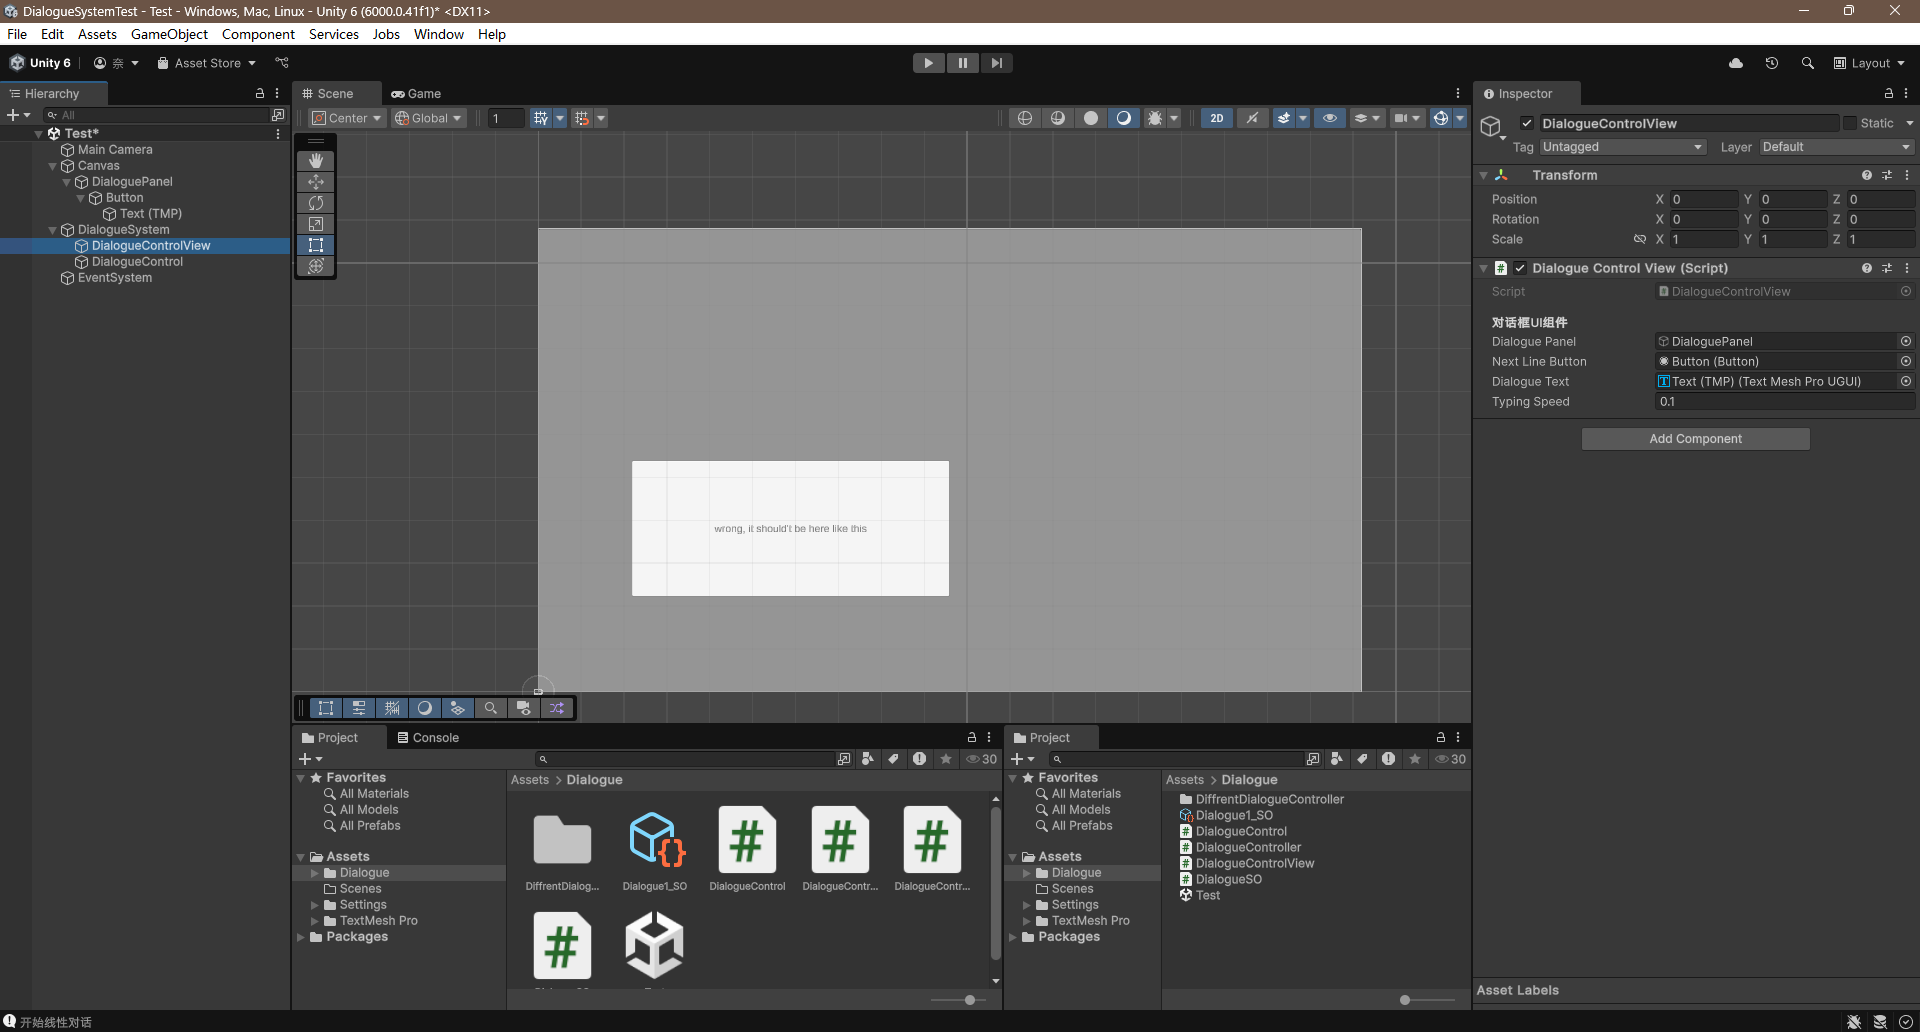 DialogueSystemTest - Test - Windows, Mac, Linux - Unity 6 (6000.0.41f1)* <DX11>
File Edit Assets GameObject Component Services Jobs Window Help
Unity 6 奈 Asset Store Layout
Hierarchy
All
Test*
Main Camera
Canvas
DialoguePanel
Button
Text (TMP)
DialogueSystem
DialogueControlView
DialogueControl
EventSystem
Scene Game
Center Global 1 2D
wrong, it should't be here like this
Inspector
DialogueControlView Static
Tag Untagged Layer Default
Transform
Position X 0 Y 0 Z 0
Rotation X 0 Y 0 Z 0
Scale X 1 Y 1 Z 1
# Dialogue Control View (Script)
Script DialogueControlView
对话框UI组件
Dialogue Panel DialoguePanel
Next Line Button Button (Button)
Dialogue Text Text (TMP) (Text Mesh Pro UGUI)
Typing Speed 0.1
Add Component
Asset Labels
Project Console
30
Favorites
All Materials
All Models
All Prefabs
Assets
Dialogue
Scenes
Settings
TextMesh Pro
Packages
Assets > Dialogue
DiffrentDialog...
Dialogue1_SO
DialogueControl
DialogueContr...
DialogueContr...
Project
30
Favorites
All Materials
All Models
All Prefabs
Assets
Dialogue
Scenes
Settings
TextMesh Pro
Packages
Assets > Dialogue
DiffrentDialogueController
Dialogue1_SO
DialogueControl
DialogueController
DialogueControlView
DialogueSO
Test
开始线性对话